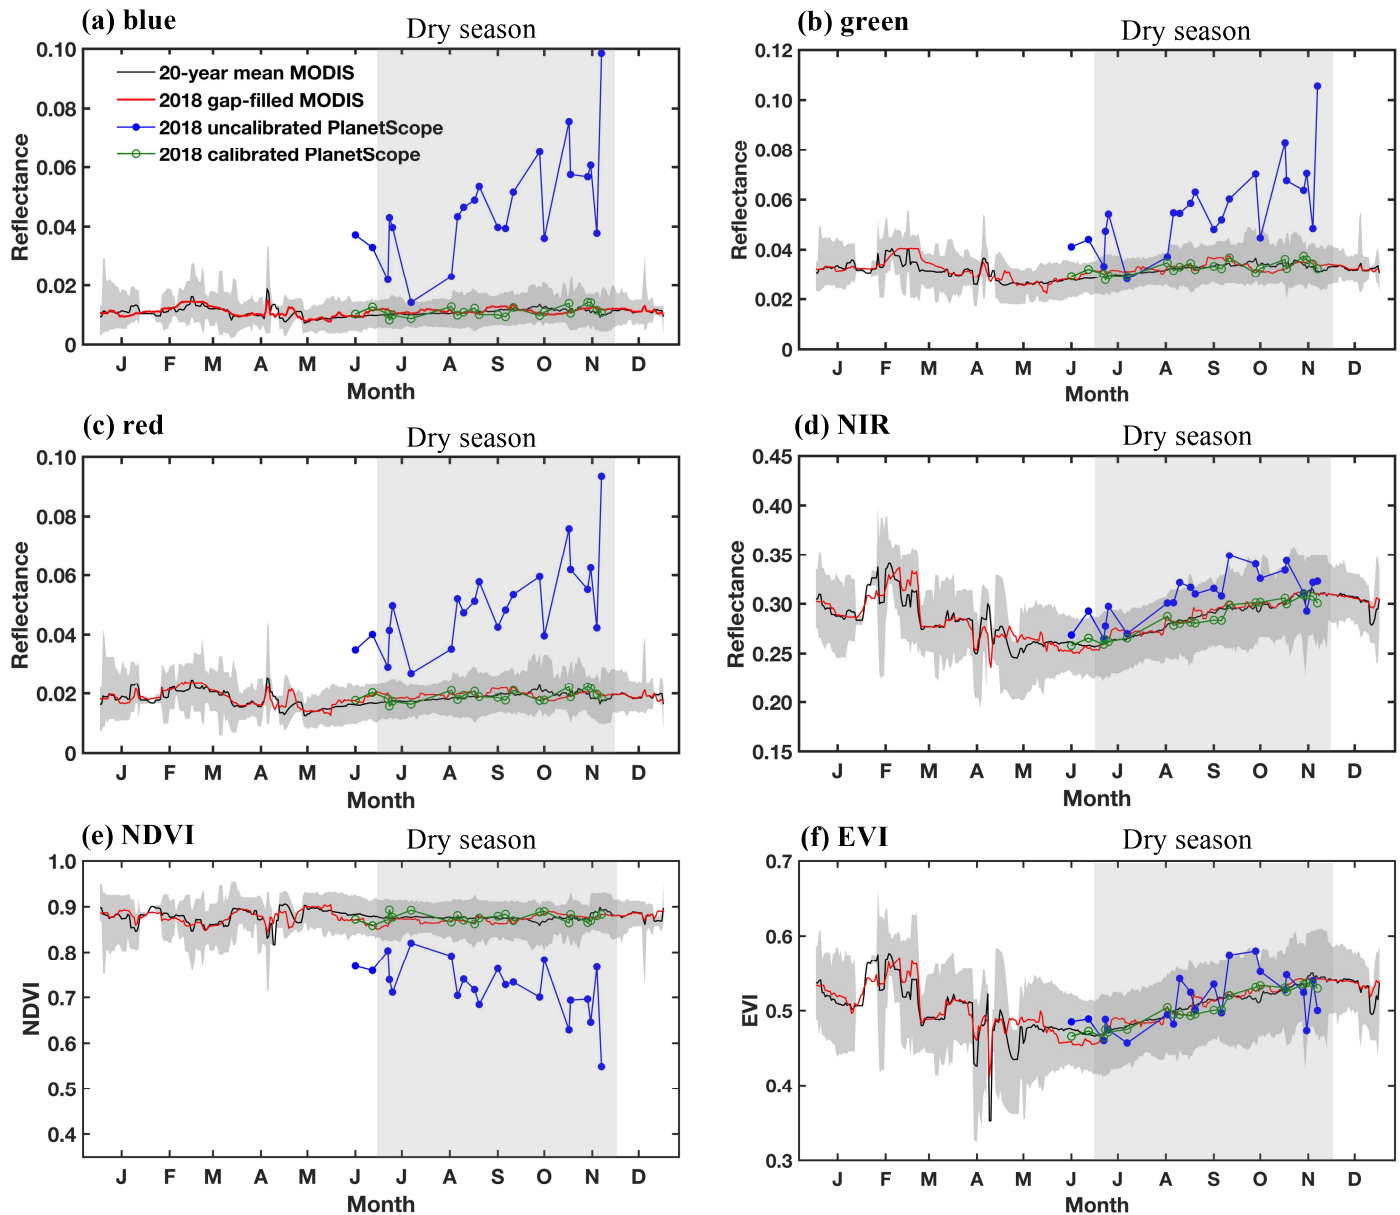 (a) blue
Dry season
0.10
0.08
0.06
0.04
0.02
0
Reflectance
20-year mean MODIS
2018 gap-filled MODIS
2018 uncalibrated PlanetScope
2018 calibrated PlanetScope
J F M A M J J A S O N D
Month
(b) green
Dry season
0.12
0.10
0.08
0.06
0.04
0.02
0
Reflectance
J F M A M J J A S O N D
Month
(c) red
Dry season
0.10
0.08
0.06
0.04
0.02
0
Reflectance
J F M A M J J A S O N D
Month
(d) NIR
Dry season
0.45
0.40
0.35
0.30
0.25
0.20
0.15
Reflectance
J F M A M J J A S O N D
Month
(e) NDVI
Dry season
1.0
0.9
0.8
0.7
0.6
0.5
0.4
NDVI
J F M A M J J A S O N D
Month
(f) EVI
Dry season
0.7
0.6
0.5
0.4
0.3
EVI
J F M A M J J A S O N D
Month